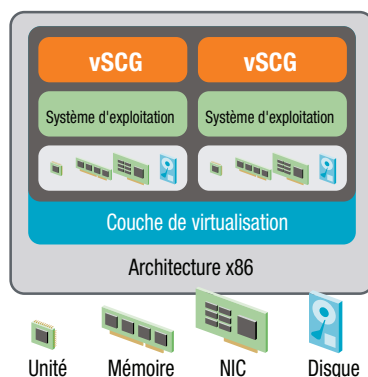 vSCG vSCG
Système d'exploitation Système d'exploitation
Couche de virtualisation
Architecture x86
Unité Mémoire NIC Disque